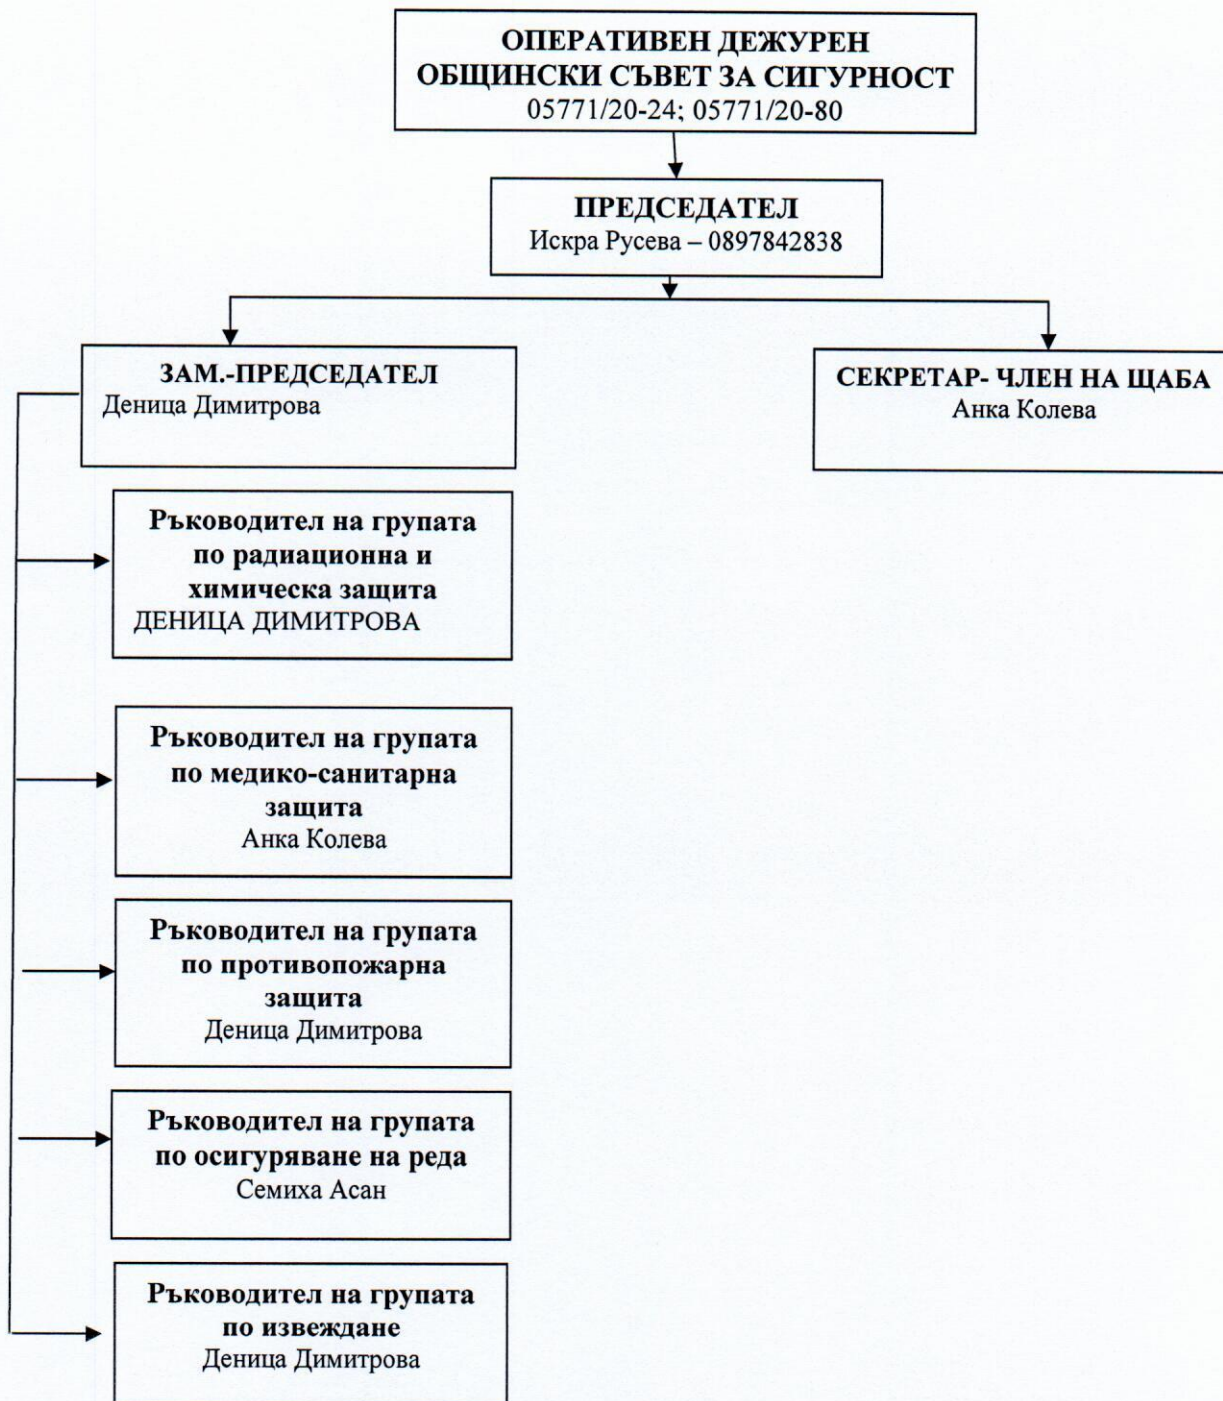 ОПЕРАТИВЕН ДЕЖУРЕН
ОБЩИНСКИ СЪВЕТ ЗА СИГУРНОСТ
05771/20-24; 05771/20-80
ПРЕДСЕДАТЕЛ
Искра Русева – 0897842838
ЗАМ.-ПРЕДСЕДАТЕЛ
Деница Димитрова
СЕКРЕТАР- ЧЛЕН НА ЩАБА
Анка Колева
Ръководител на групата
по радиационна и
химическа защита
ДЕНИЦА ДИМИТРОВА
Ръководител на групата
по медико-санитарна
защита
Анка Колева
Ръководител на групата
по противопожарна
защита
Деница Димитрова
Ръководител на групата
по осигуряване на реда
Семиха Асан
Ръководител на групата
по извеждане
Деница Димитрова